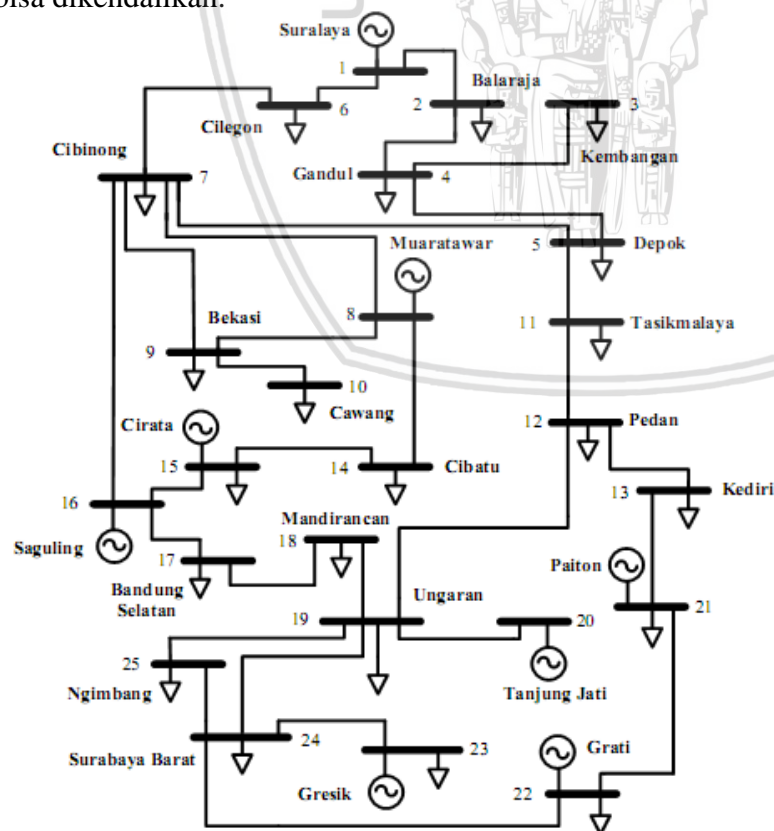 bisa dikendalikan.
Suralaya
1
Balaraja
6
2
3
Cilegon
Cibinong
Kembangan
7
Gandul
4
5
Depok
Muaratawar
Bekasi
8
11
Tasikmalaya
9
10
Cawang
Cirata
12
Pedan
15
14
Cibatu
13
Kediri
16
Mandirancan
18
Saguling
17
Paiton
Bandung
Selatan
Ungaran
19
20
21
25
Ngimbang
Tanjung Jati
24
Grati
23
Surabaya Barat
Gresik
22